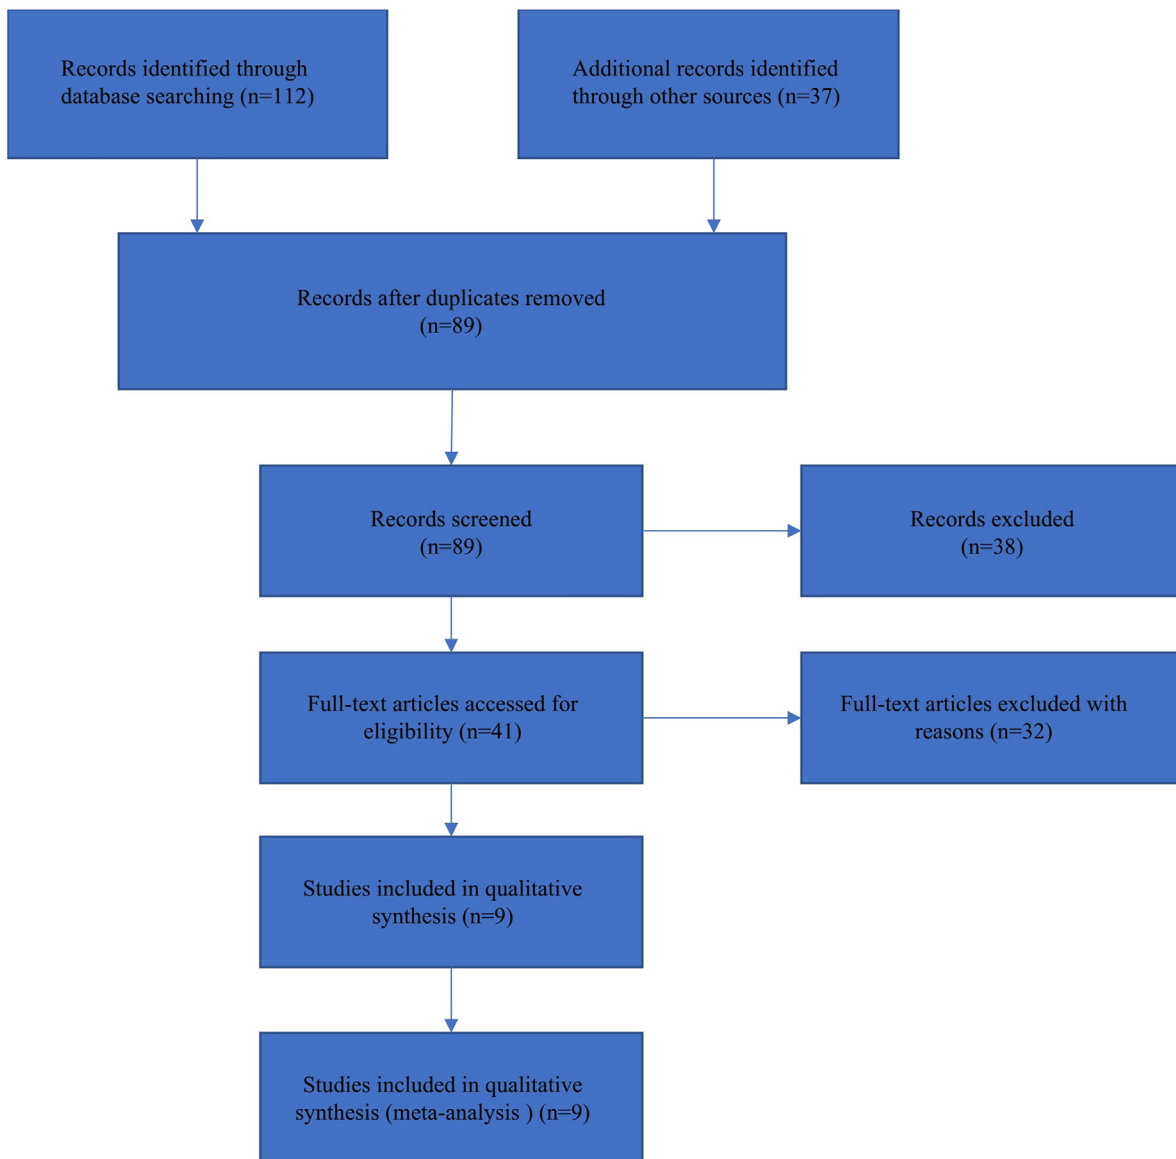 Records identified through
database searching (n=112)
Additional records identified
through other sources (n=37)
Records after duplicates removed
(n=89)
Records screened
(n=89)
Records excluded
(n=38)
Full-text articles accessed for
eligibility (n=41)
Full-text articles excluded with
reasons (n=32)
Studies included in qualitative
synthesis (n=9)
Studies included in qualitative
synthesis (meta-analysis ) (n=9)